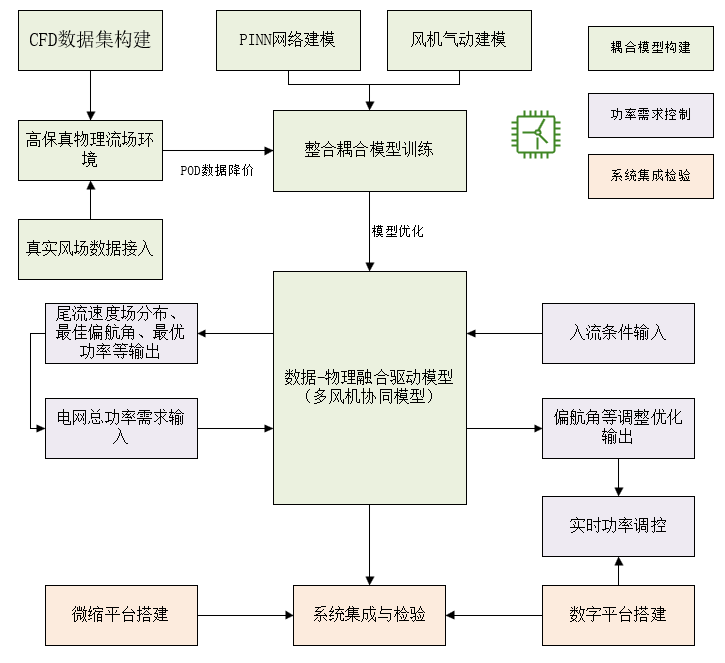 CFD数据集构建
PINN网络建模
风机气动建模
耦合模型构建
功率需求控制
系统集成检验
高保真物理流场环
境
POD数据降价
整合耦合模型训练
真实风场数据接入
模型优化
尾流速度场分布、
最佳偏航角、最优
功率等输出
电网总功率需求输
入
数据-物理融合驱动模型
（多风机协同模型）
入流条件输入
偏航角等调整优化
输出
实时功率调控
微缩平台搭建
系统集成与检验
数字平台搭建